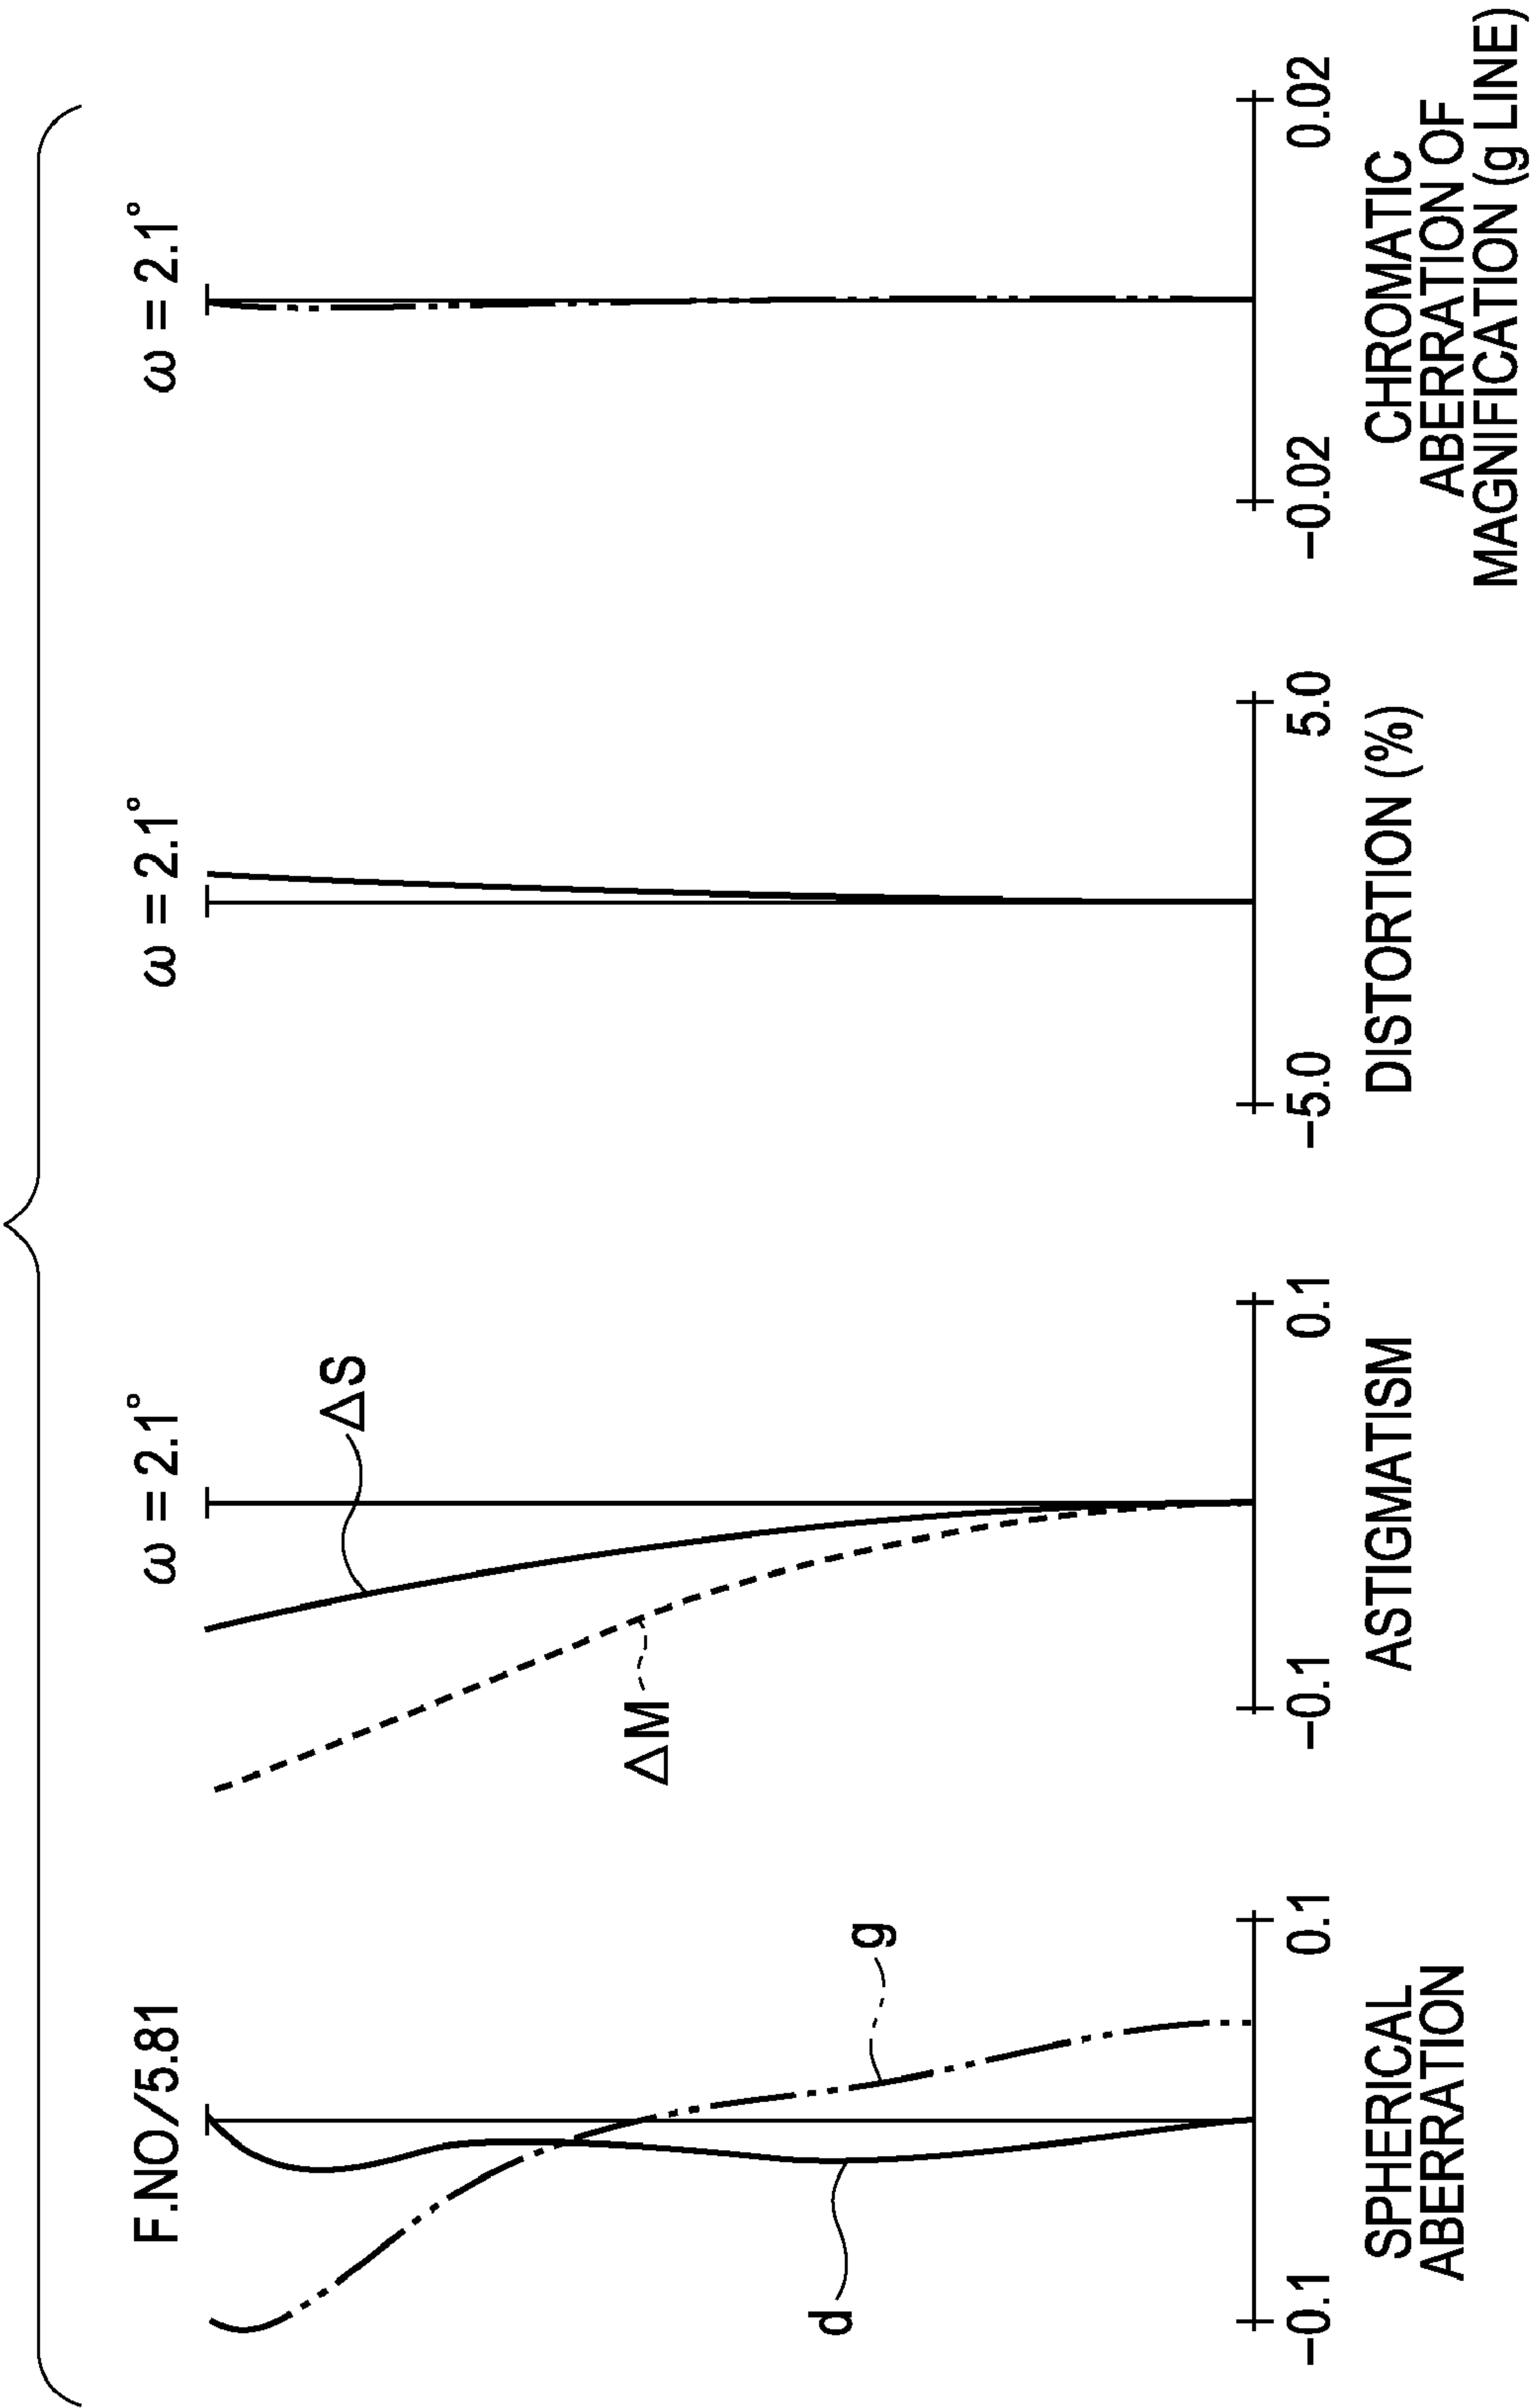 F.NO/5.81
d
g
-0.1
0.1
SPHERICAL
ABERRATION
ω = 2.1°
ΔS
ΔM
-0.1
0.1
ASTIGMATISM
ω = 2.1°
-5.0
5.0
DISTORTION (%)
ω = 2.1°
-0.02
0.02
CHROMATIC
ABERRATION OF
MAGNIFICATION (g LINE)